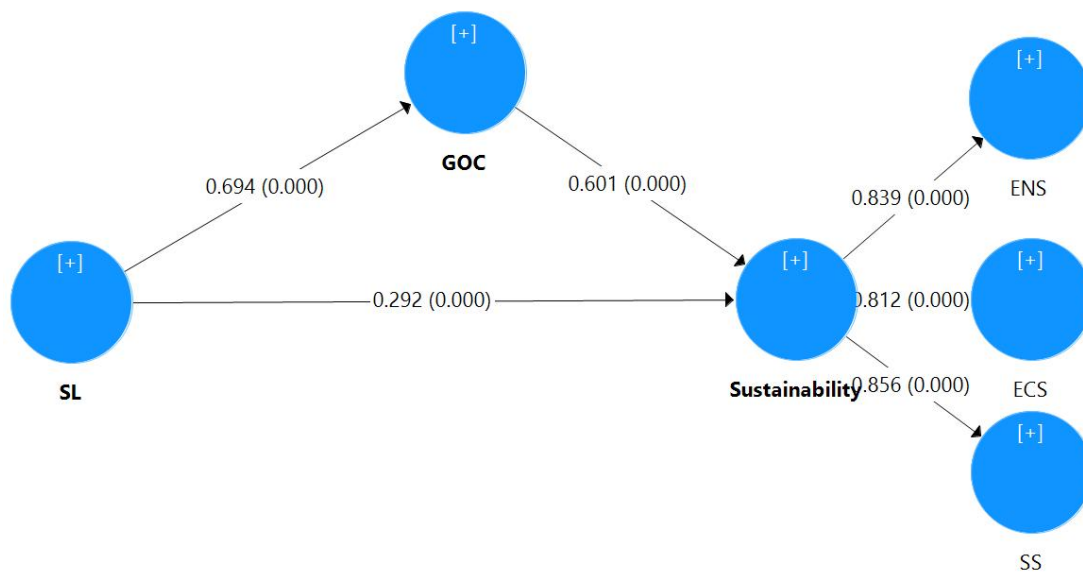 [+]
GOC
[+]
ENS
0.694 (0.000)
0.601 (0.000)
0.839 (0.000)
[+]
SL
0.292 (0.000)
[+]
Sustainability
0.812 (0.000)
[+]
ECS
0.856 (0.000)
[+]
SS